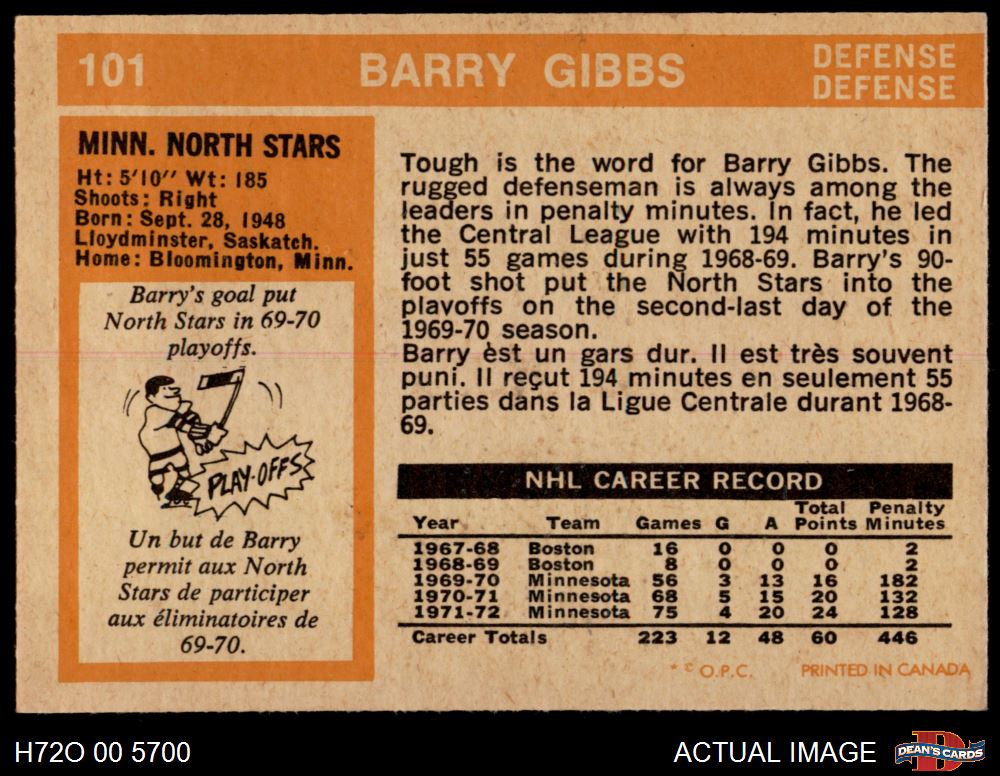 101 BARRY GIBBS DEFENSE
DEFENSE
MINN. NORTH STARS
Ht: 5'10" Wt: 185
Shoots: Right
Born: Sept. 28, 1948
Lloydminster, Saskatch.
Home: Bloomington, Minn.
Barry's goal put
North Stars in 69-70
playoffs.
PLAY-OFFS
Un but de Barry
permit aux North
Stars de participer
aux éliminatoires de
69-70.
Tough is the word for Barry Gibbs. The
rugged defenseman is always among the
leaders in penalty minutes. In fact, he led
the Central League with 194 minutes in
just 55 games during 1968-69. Barry's 90-
foot shot put the North Stars into the
playoffs on the second-last day of the
1969-70 season.
Barry èst un gars dur. Il est très souvent
puni. Il reçut 194 minutes en seulement 55
parties dans la Ligue Centrale durant 1968-
69.
NHL CAREER RECORD
Year Team Games G A Total Points Penalty Minutes
1967-68 Boston 16 0 0 0 2
1968-69 Boston 8 0 0 0 2
1969-70 Minnesota 56 3 13 16 182
1970-71 Minnesota 68 5 15 20 132
1971-72 Minnesota 75 4 20 24 128
Career Totals 223 12 48 60 446
* © O.P.C. PRINTED IN CANADA
H72O 00 5700 ACTUAL IMAGE DEAN'S CARDS